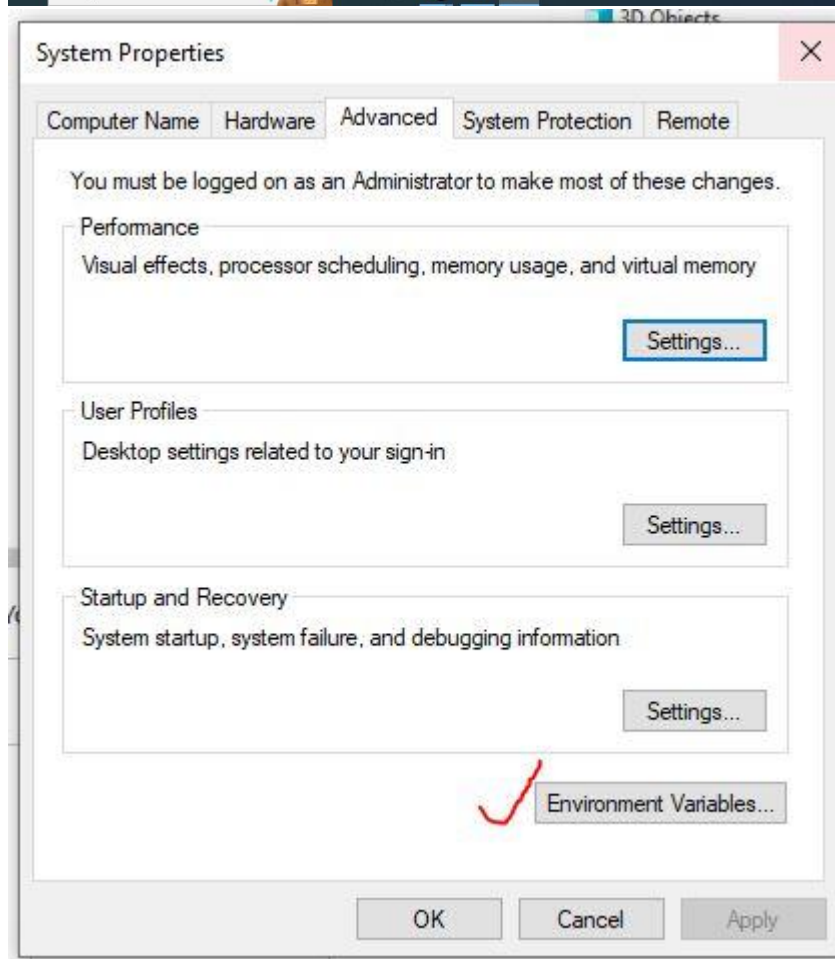 3D Objects
System Properties
Computer Name Hardware Advanced System Protection Remote
You must be logged on as an Administrator to make most of these changes.
Performance
Visual effects, processor scheduling, memory usage, and virtual memory
Settings...
User Profiles
Desktop settings related to your sign-in
Settings...
Startup and Recovery
System startup, system failure, and debugging information
Settings...
Environment Variables...
OK Cancel Apply